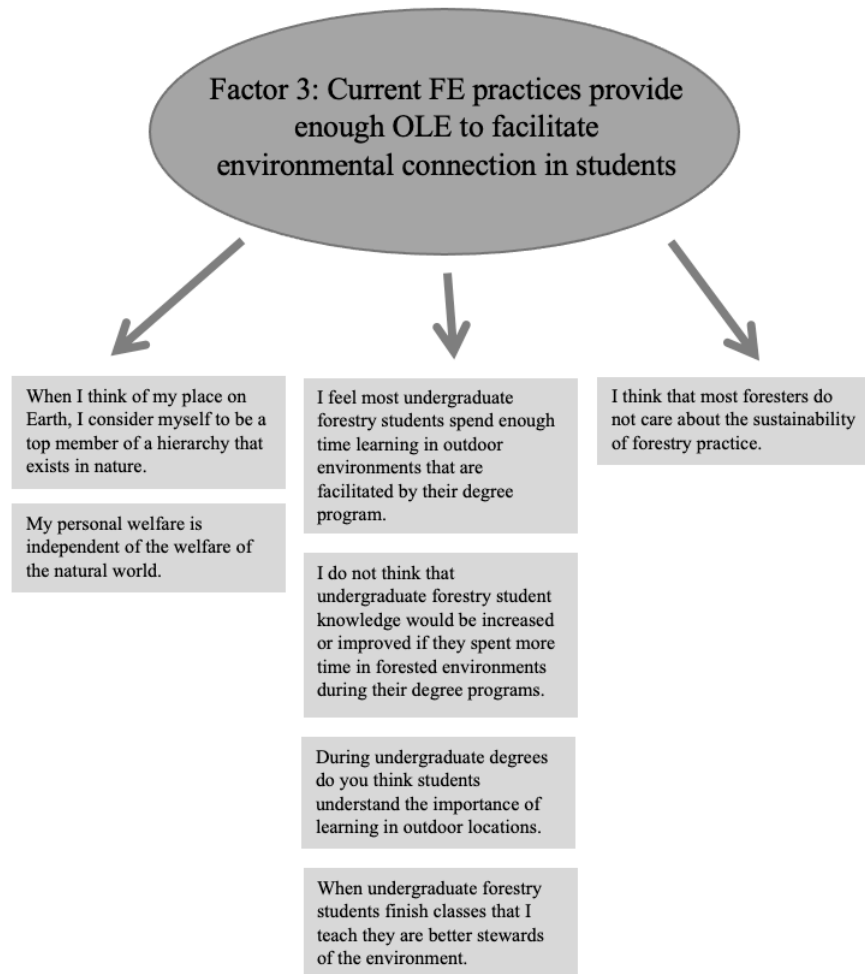 Factor 3: Current FE practices provide
enough OLE to facilitate
environmental connection in students
When I think of my place on
Earth, I consider myself to be a
top member of a hierarchy that
exists in nature.
My personal welfare is
independent of the welfare of
the natural world.
I feel most undergraduate
forestry students spend enough
time learning in outdoor
environments that are
facilitated by their degree
program.
I do not think that
undergraduate forestry student
knowledge would be increased
or improved if they spent more
time in forested environments
during their degree programs.
During undergraduate degrees
do you think students
understand the importance of
learning in outdoor locations.
When undergraduate forestry
students finish classes that I
teach they are better stewards
of the environment.
I think that most foresters do
not care about the sustainability
of forestry practice.